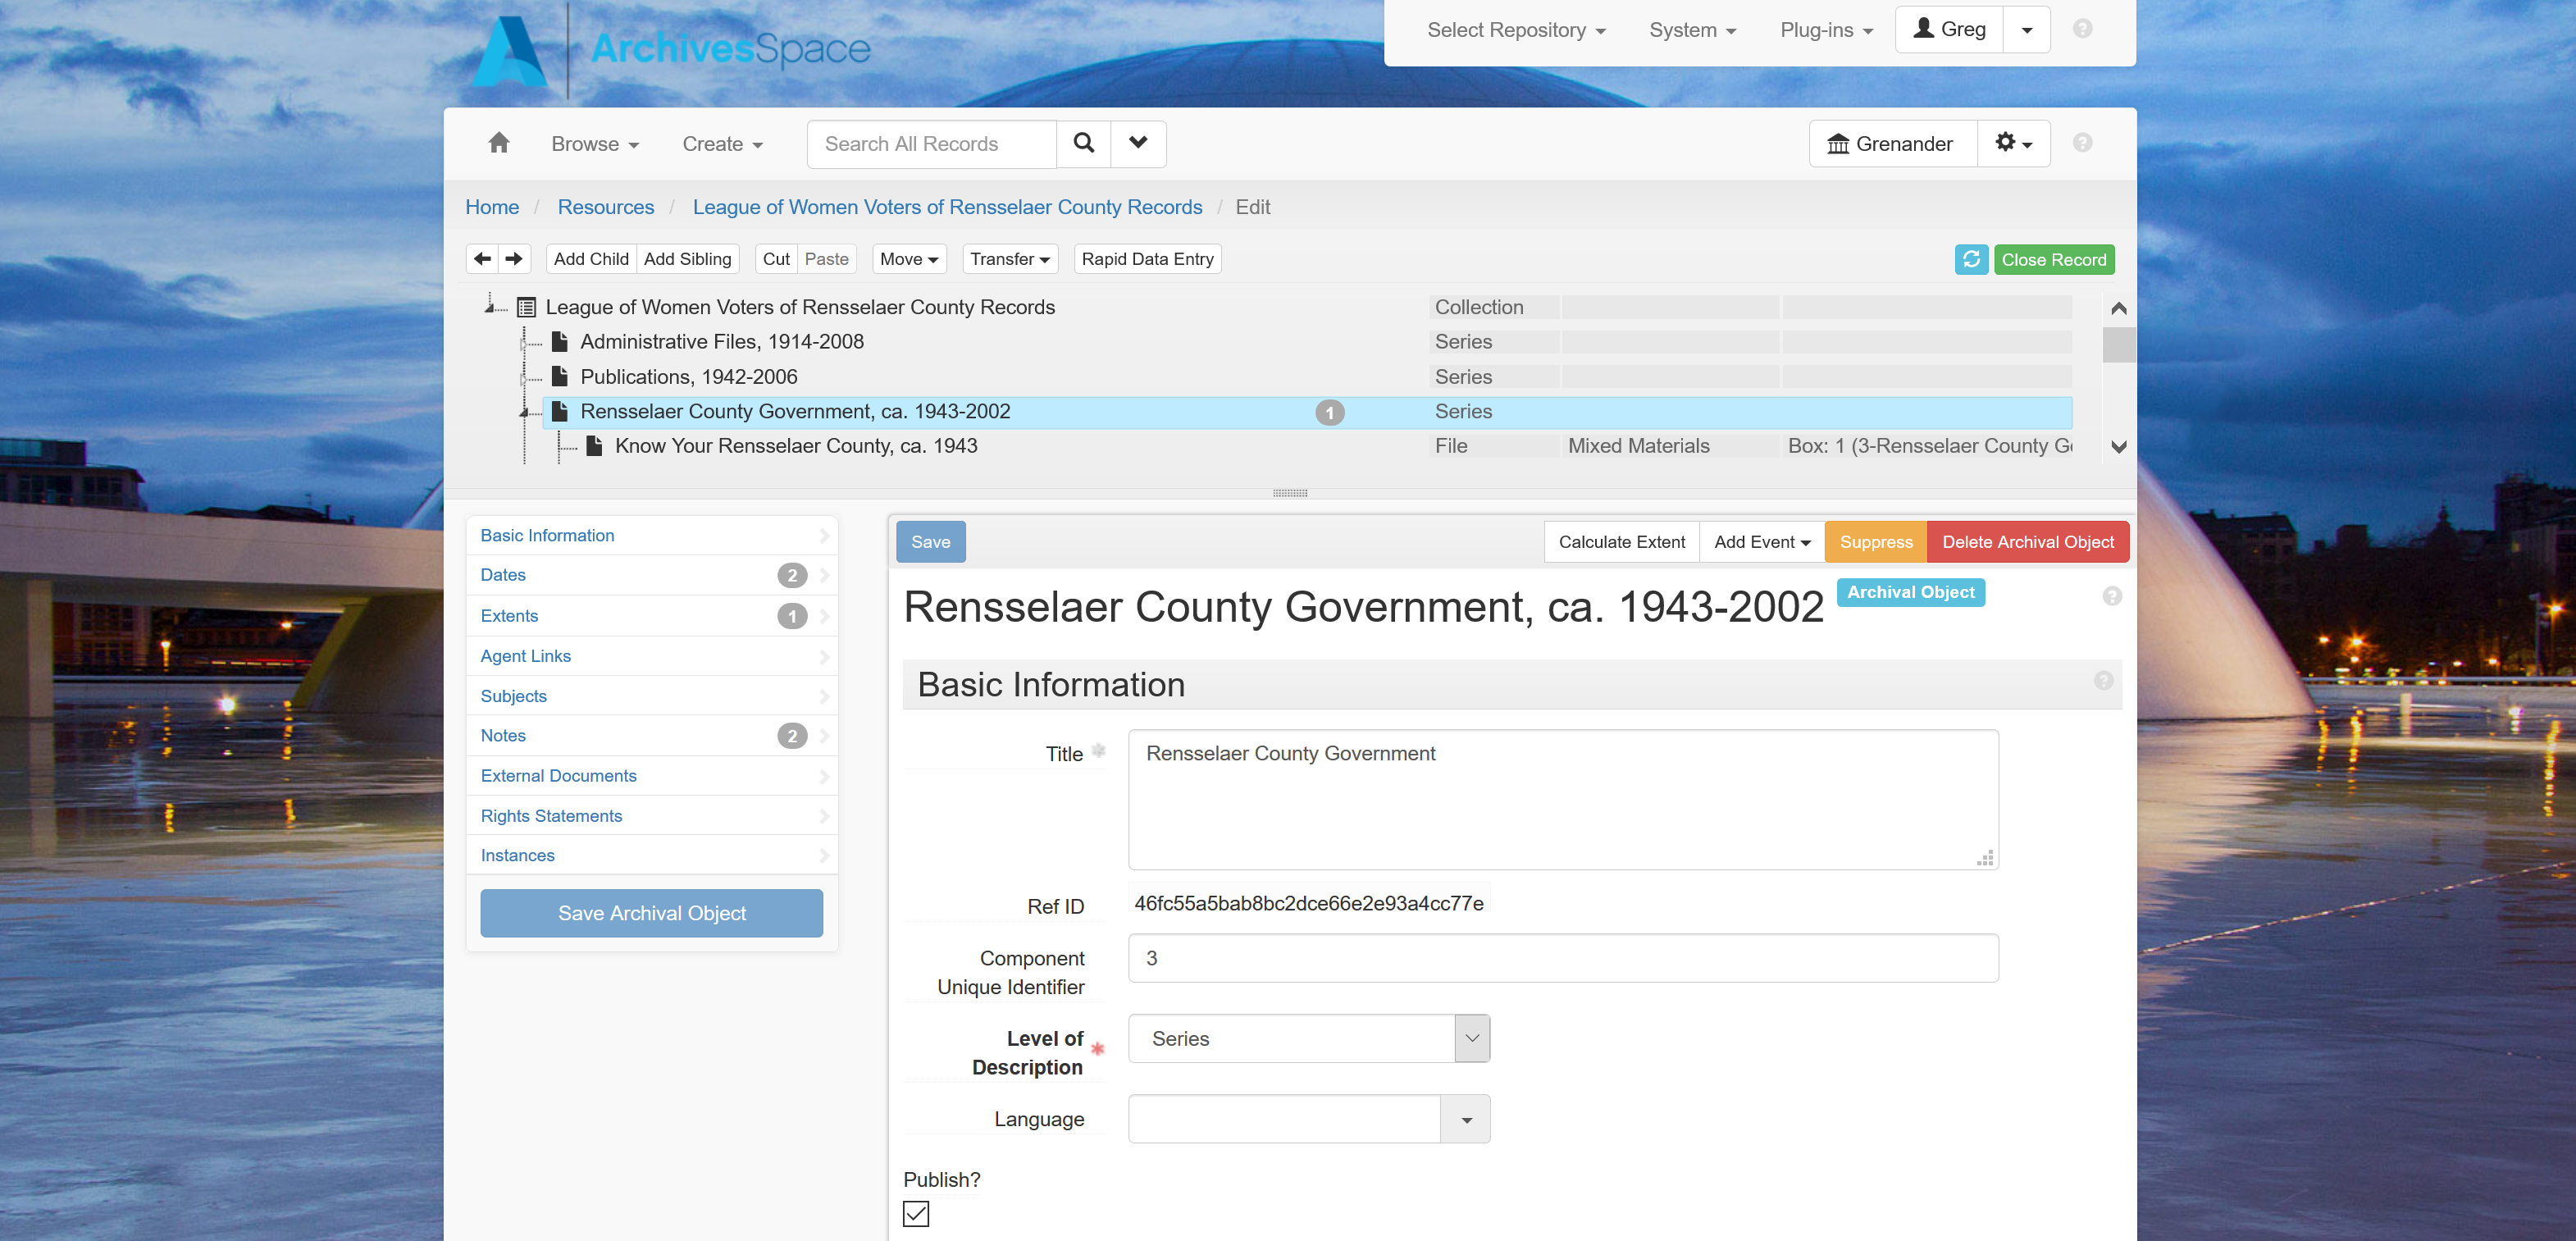 ArchivesSpace
Select Repository
System
Plug-ins
Greg
Browse
Create
Search All Records
Grenander
Home / Resources / League of Women Voters of Rensselaer County Records / Edit
Add Child
Add Sibling
Cut
Paste
Move
Transfer
Rapid Data Entry
Close Record
League of Women Voters of Rensselaer County Records Collection
Administrative Files, 1914-2008 Series
Publications, 1942-2006 Series
Rensselaer County Government, ca. 1943-2002 1 Series
Know Your Rensselaer County, ca. 1943 File Mixed Materials Box: 1 (3-Rensselaer County G
Basic Information
Dates 2
Extents 1
Agent Links
Subjects
Notes 2
External Documents
Rights Statements
Instances
Save Archival Object
Save
Calculate Extent
Add Event
Suppress
Delete Archival Object
Rensselaer County Government, ca. 1943-2002 Archival Object
Basic Information
Title Rensselaer County Government
Ref ID 46fc55a5bab8bc2dce66e2e93a4cc77e
Component
Unique Identifier
3
Level of
Description
Series
Language
Publish?